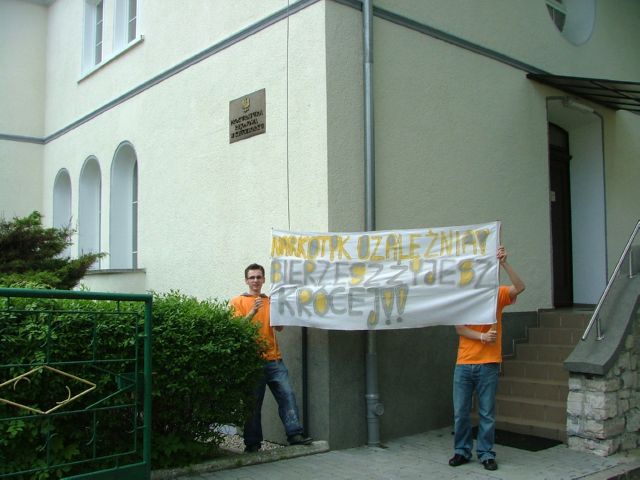 NARKOTYK UZALEŻNIA
BIERZESZ ŻYJESZ
KRÓCEJ!!